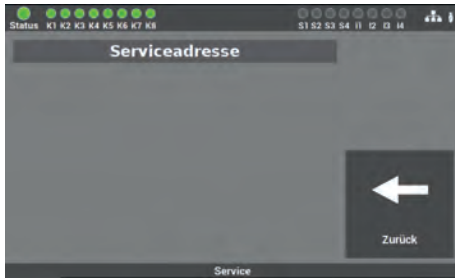 Status K1 K2 K3 K4 K5 K6 K7 K8 S1 S2 S3 S4 I1 I2 I3 I4
Serviceadresse
Zurück
Service